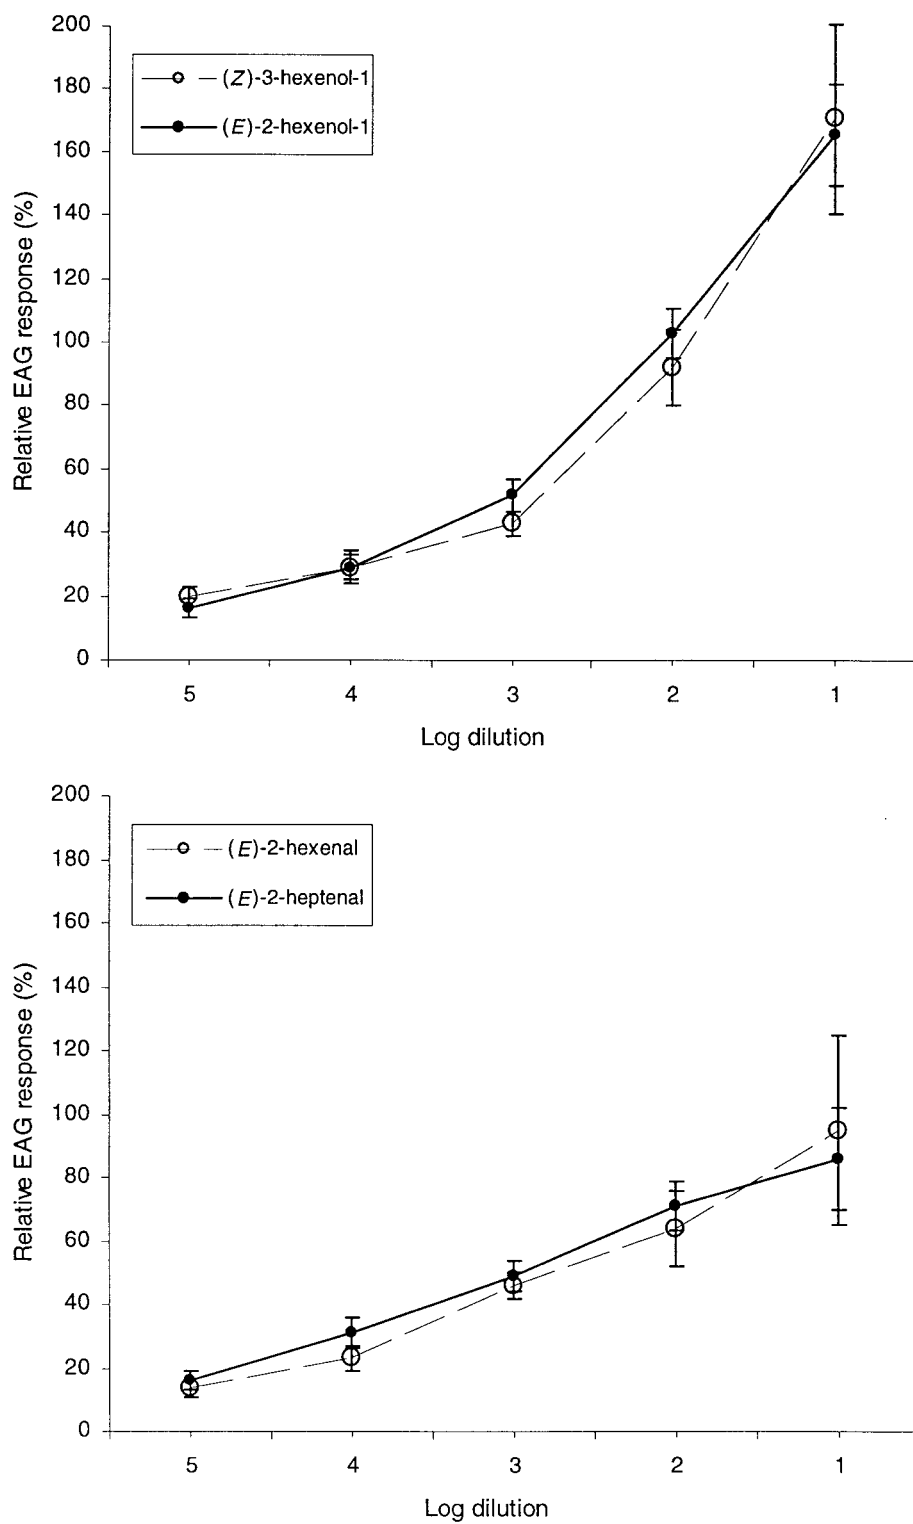 200
180
160
140
120
100
80
60
40
20
0
Relative EAG response (%)
(Z)-3-hexenol-1
(E)-2-hexenol-1
5 4 3 2 1
Log dilution
200
180
160
140
120
100
80
60
40
20
0
Relative EAG response (%)
(E)-2-hexenal
(E)-2-heptenal
5 4 3 2 1
Log dilution